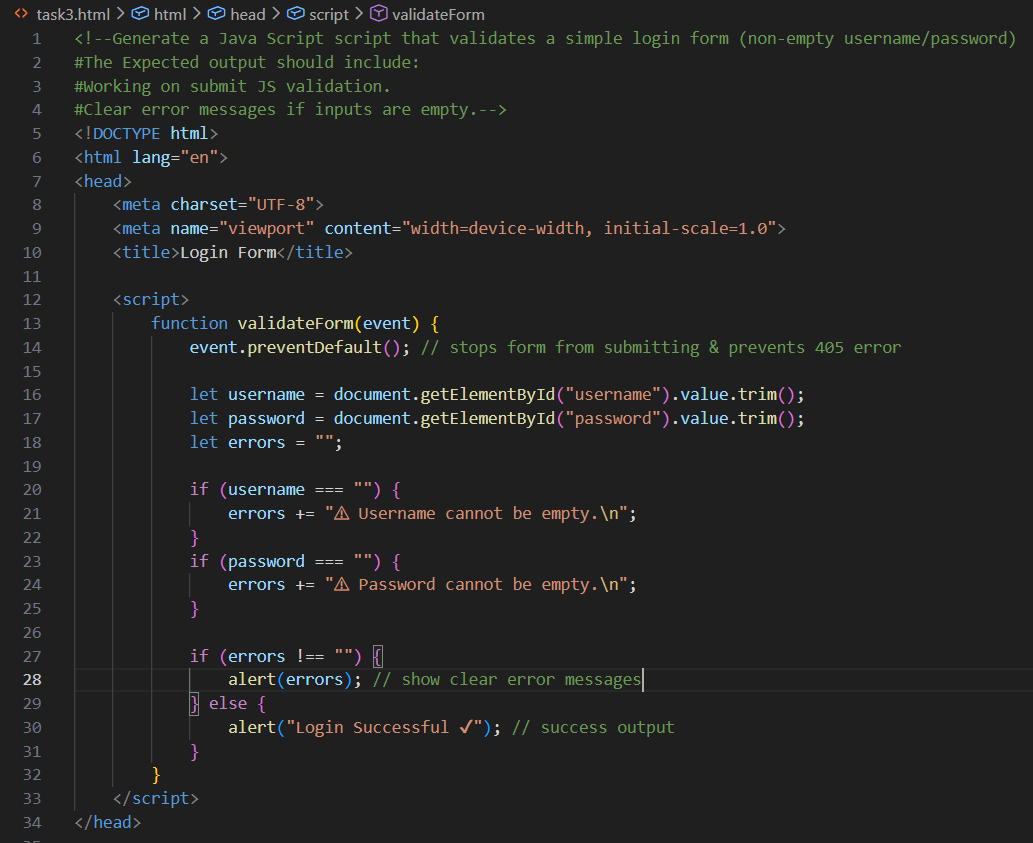 task3.html > html > head > script > validateForm
1 <!--Generate a Java Script script that validates a simple login form (non-empty username/password)
2 #The Expected output should include:
3 #Working on submit JS validation.
4 #Clear error messages if inputs are empty.-->
5 <!DOCTYPE html>
6 <html lang="en">
7 <head>
8     <meta charset="UTF-8">
9     <meta name="viewport" content="width=device-width, initial-scale=1.0">
10     <title>Login Form</title>
11
12     <script>
13         function validateForm(event) {
14             event.preventDefault(); // stops form from submitting & prevents 405 error
15
16             let username = document.getElementById("username").value.trim();
17             let password = document.getElementById("password").value.trim();
18             let errors = "";
19
20             if (username === "") {
21                 errors += "⚠ Username cannot be empty.\n";
22             }
23             if (password === "") {
24                 errors += "⚠ Password cannot be empty.\n";
25             }
26
27             if (errors !== "") {
28                 alert(errors); // show clear error messages
29             } else {
30                 alert("Login Successful ✔"); // success output
31             }
32         }
33     </script>
34 </head>